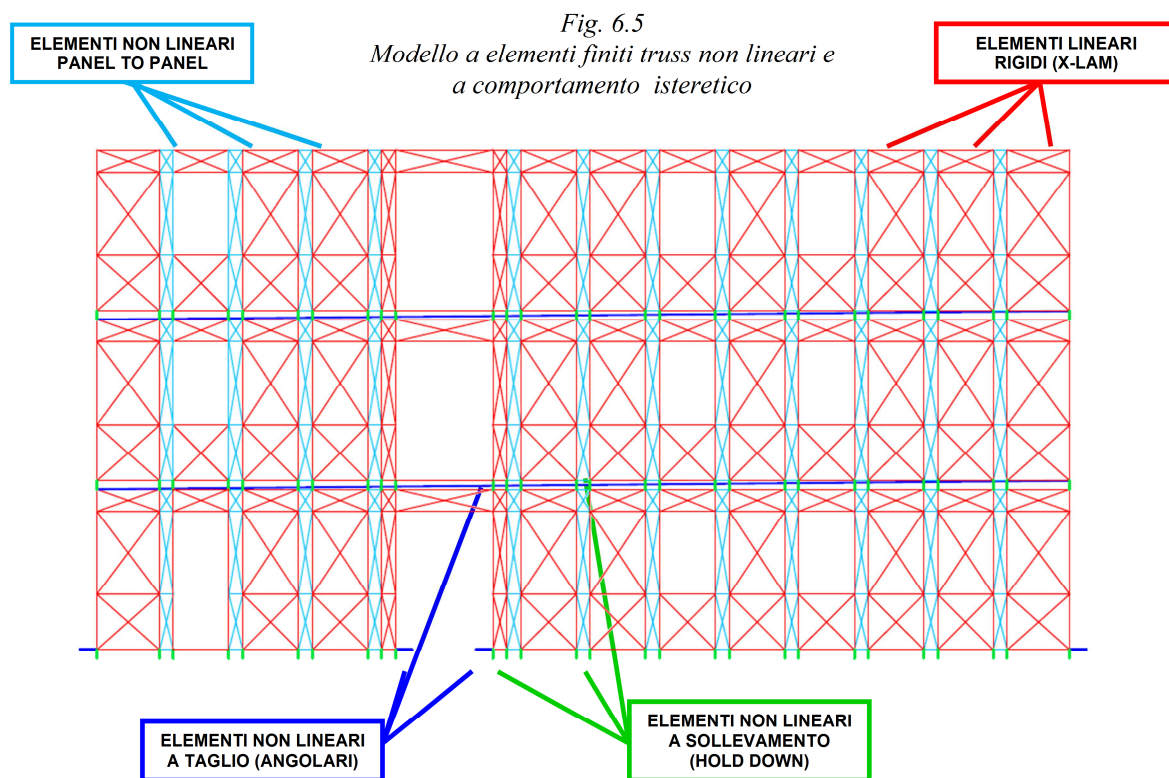 Fig. 6.5
Modello a elementi finiti truss non lineari e
a comportamento isteretico
ELEMENTI NON LINEARI
PANEL TO PANEL
ELEMENTI LINEARI
RIGIDI (X-LAM)
ELEMENTI NON LINEARI
A TAGLIO (ANGOLARI)
ELEMENTI NON LINEARI
A SOLLEVAMENTO
(HOLD DOWN)